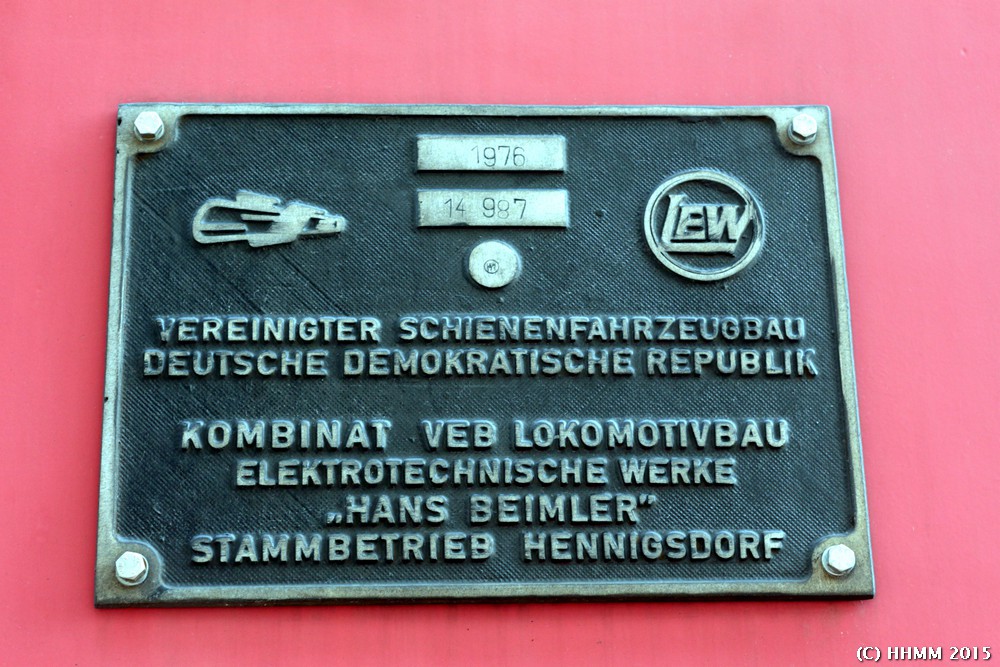 1976
14 987
LEW
VEREINIGTER SCHIENENFAHRZEUGBAU
DEUTSCHE DEMOKRATISCHE REPUBLIK
KOMBINAT VEB LOKOMOTIVBAU
ELEKTROTECHNISCHE WERKE
„HANS BEIMLER”
STAMMBETRIEB HENNIGSDORF
(C) HHMM 2015